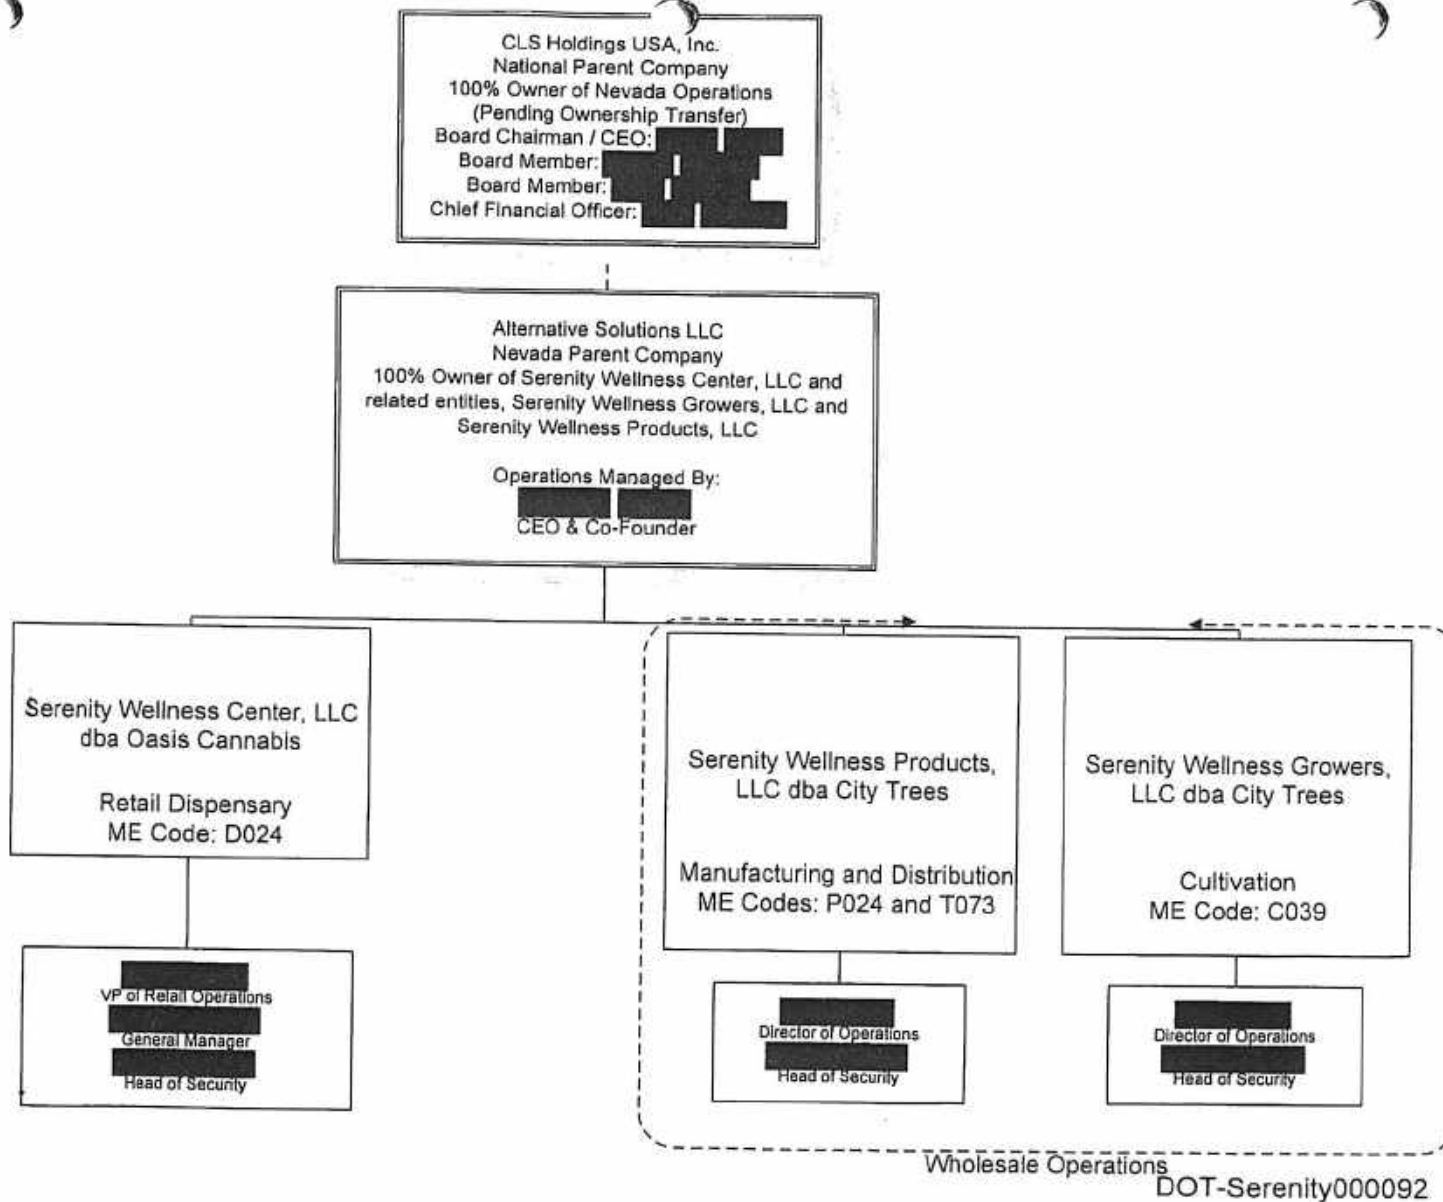 CLS Holdings USA, Inc.
National Parent Company
100% Owner of Nevada Operations
(Pending Ownership Transfer)
Board Chairman / CEO:
Board Member:
Board Member:
Chief Financial Officer:
Alternative Solutions LLC
Nevada Parent Company
100% Owner of Serenity Wellness Center, LLC and
related entities, Serenity Wellness Growers, LLC and
Serenity Wellness Products, LLC
Operations Managed By:
CEO & Co-Founder
Serenity Wellness Center, LLC
dba Oasis Cannabis
Retail Dispensary
ME Code: D024
VP of Retail Operations
General Manager
Head of Security
Serenity Wellness Products,
LLC dba City Trees
Manufacturing and Distribution
ME Codes: P024 and T073
Director of Operations
Head of Security
Serenity Wellness Growers,
LLC dba City Trees
Cultivation
ME Code: C039
Director of Operations
Head of Security
Wholesale Operations
DOT-Serenity000092